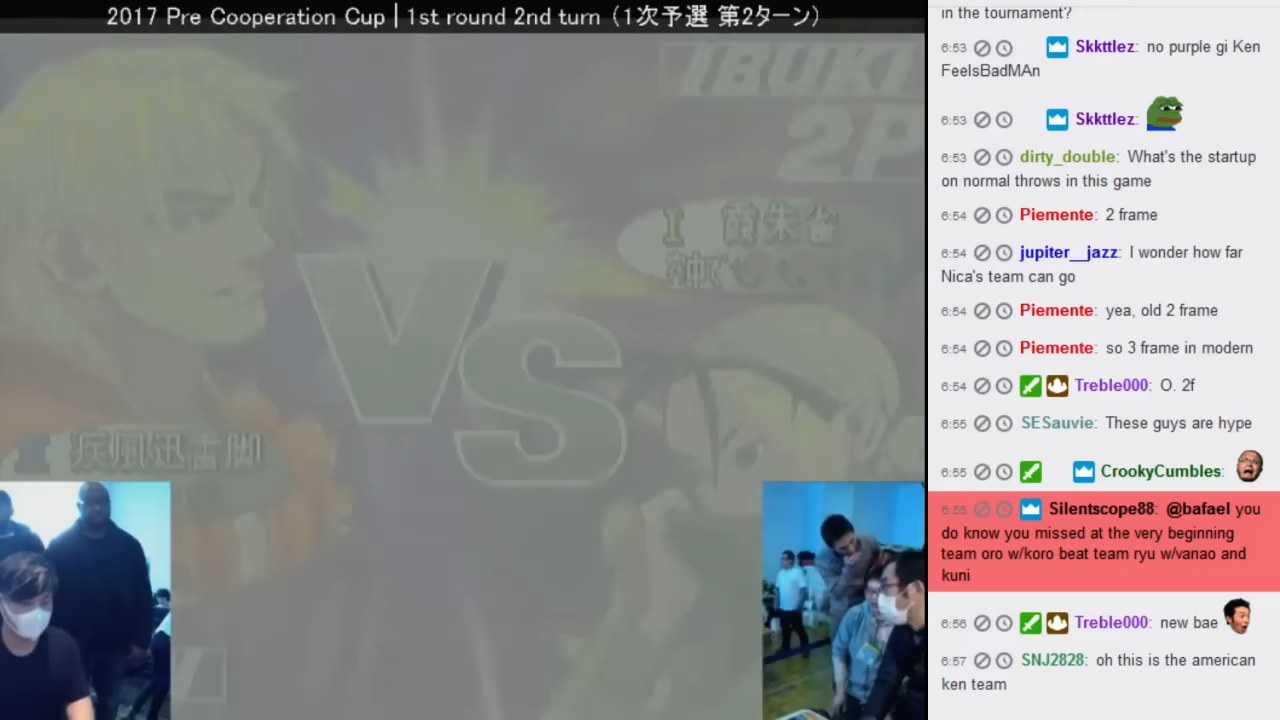 2017 Pre Cooperation Cup | 1st round 2nd turn (1次予選 第2ターン)
IBUKI
2P
I 霞朱雀
空中で
VS
I 疾風迅雷脚
in the tournament?
6:53 Skkttlez: no purple gi Ken
FeelsBadMAn
6:53 Skkttlez:
6:53 dirty_double: What's the startup
on normal throws in this game
6:54 Piemente: 2 frame
6:54 jupiter__jazz: I wonder how far
Nica's team can go
6:54 Piemente: yea, old 2 frame
6:54 Piemente: so 3 frame in modern
6:54 Treble000: O. 2f
6:55 SESauvie: These guys are hype
6:55 CrookyCumbles:
6:55 Silentscope88: @bafael you
do know you missed at the very beginning
team oro w/koro beat team ryu w/vanao and
kuni
6:56 Treble000: new bae
6:57 SNJ2828: oh this is the american
ken team